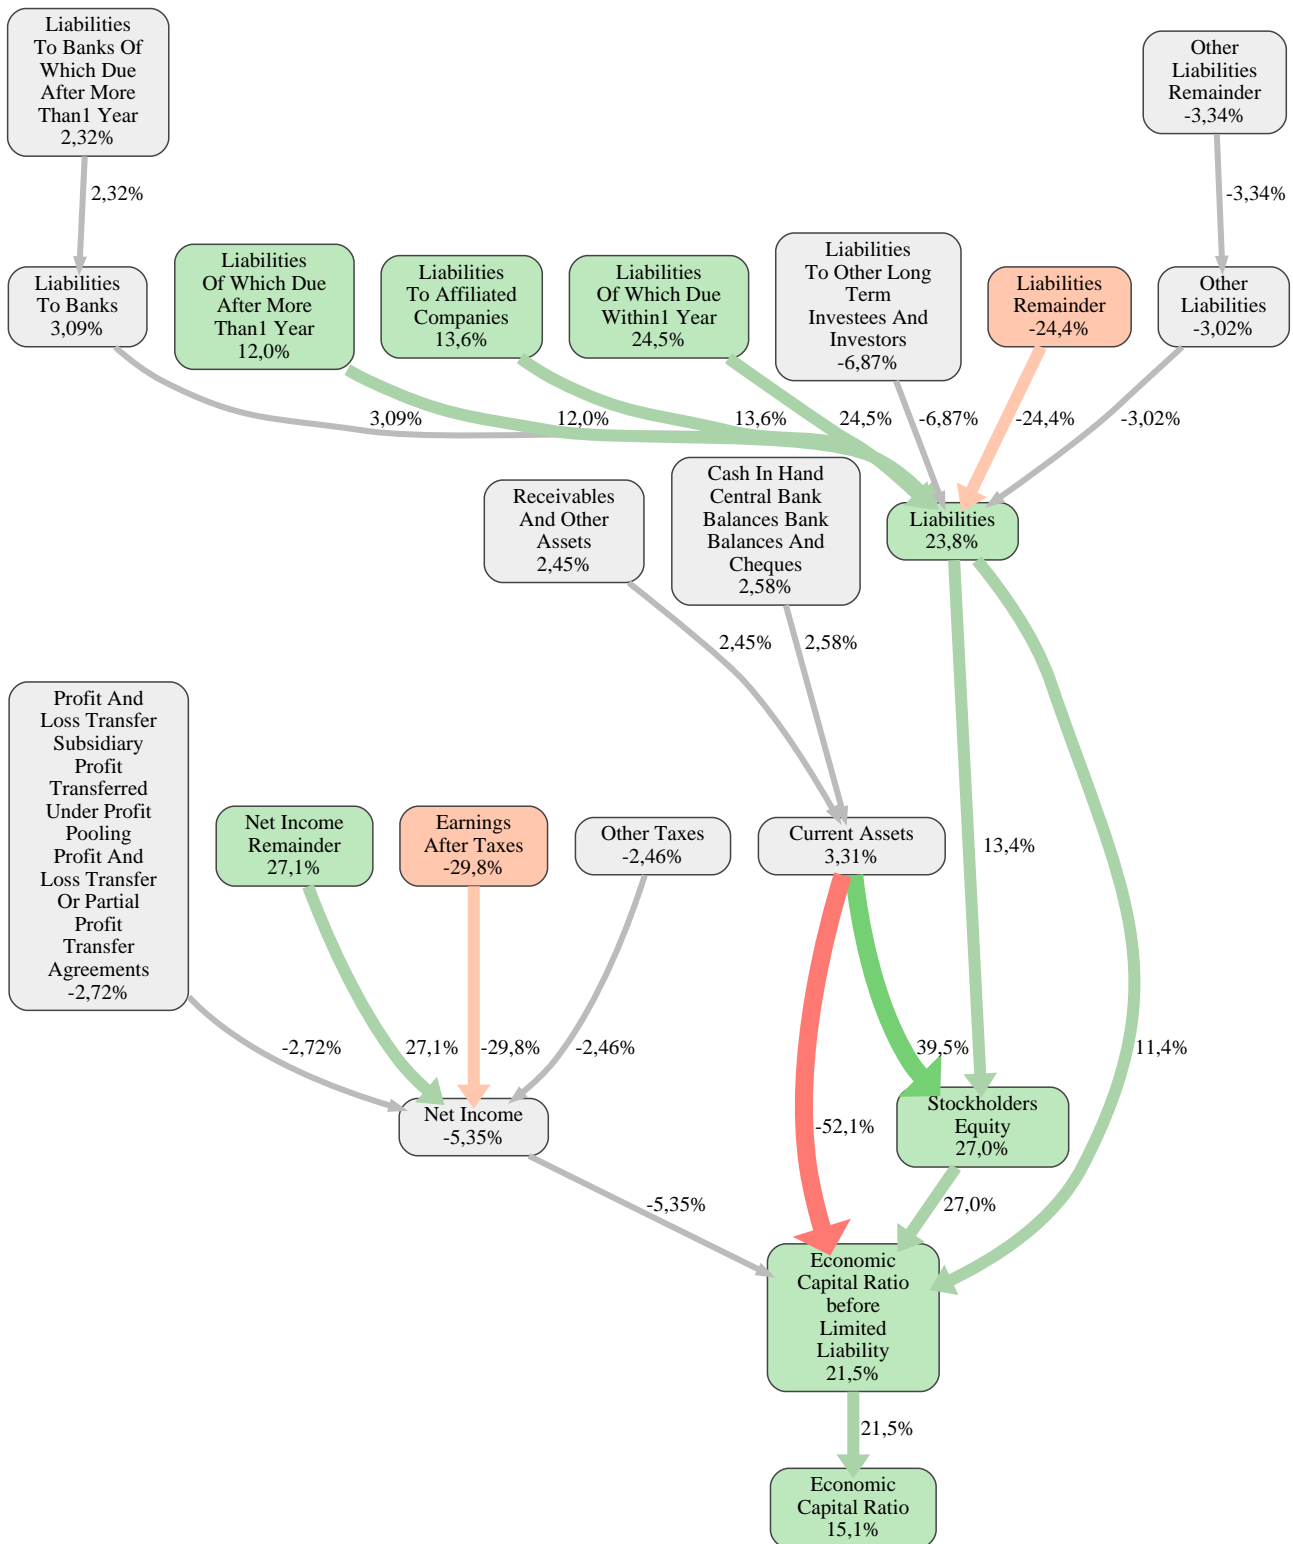 Liabilities
To Banks Of
Which Due
After More
Than1 Year
2,32%
Other
Liabilities
Remainder
-3,34%
2,32%
-3,34%
Liabilities
To Banks
3,09%
Liabilities
Of Which Due
After More
Than1 Year
12,0%
Liabilities
To Affiliated
Companies
13,6%
Liabilities
Of Which Due
Within1 Year
24,5%
Liabilities
To Other Long
Term
Investees And
Investors
-6,87%
Liabilities
Remainder
-24,4%
Other
Liabilities
-3,02%
3,09%
12,0%
13,6%
24,5%
-6,87%
-24,4%
-3,02%
Receivables
And Other
Assets
2,45%
Cash In Hand
Central Bank
Balances Bank
Balances And
Cheques
2,58%
Liabilities
23,8%
2,45%
2,58%
Profit And
Loss Transfer
Subsidiary
Profit
Transferred
Under Profit
Pooling
Profit And
Loss Transfer
Or Partial
Profit
Transfer
Agreements
-2,72%
Net Income
Remainder
27,1%
Earnings
After Taxes
-29,8%
Other Taxes
-2,46%
Current Assets
3,31%
13,4%
-2,72%
27,1%
-29,8%
-2,46%
39,5%
11,4%
Net Income
-5,35%
-52,1%
Stockholders
Equity
27,0%
-5,35%
27,0%
Economic
Capital Ratio
before
Limited
Liability
21,5%
21,5%
Economic
Capital Ratio
15,1%